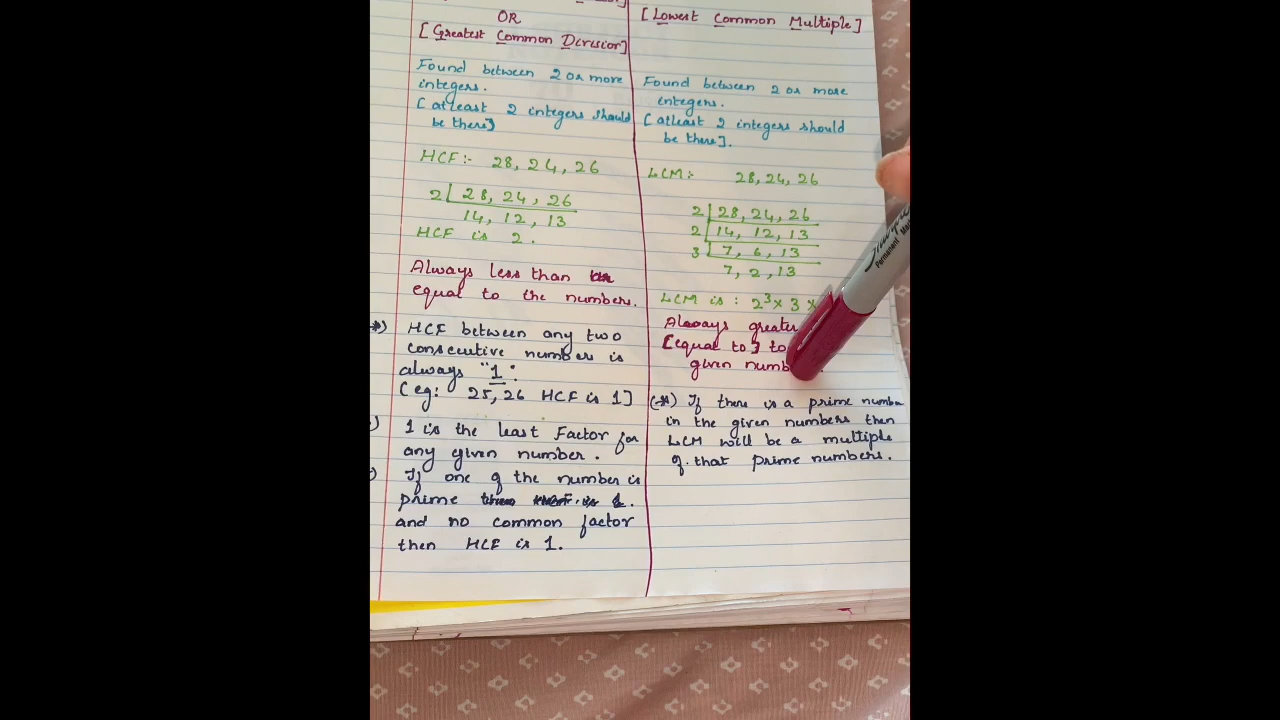 OR
[Greatest Common Divisior]
Found between 2 or more
integers.
[atleast 2 integers should
be there]
HCF:- 28, 24, 26
2 28, 24, 26
14, 12, 13
HCF is 2.
Always less than
equal to the numbers.
HCF between any two
consecutive number is
always "1".
[eg: 25, 26 HCF is 1]
1 is the least Factor for
any given number.
If one of the number is
prime
and no common factor
then HCF is 1.
[Lowest Common Multiple]
Found between 2 or more
integers.
[atleast 2 integers should
be there].
LCM:- 28, 24, 26
2 28, 24, 26
2 14, 12, 13
3 7, 6, 13
7, 2, 13
LCM is: 2³ × 3 ×
Always greater
[equal to] to
given numb
(*) If there is a prime number
in the given numbers then
LCM will be a multiple
of that prime numbers.
Permanent